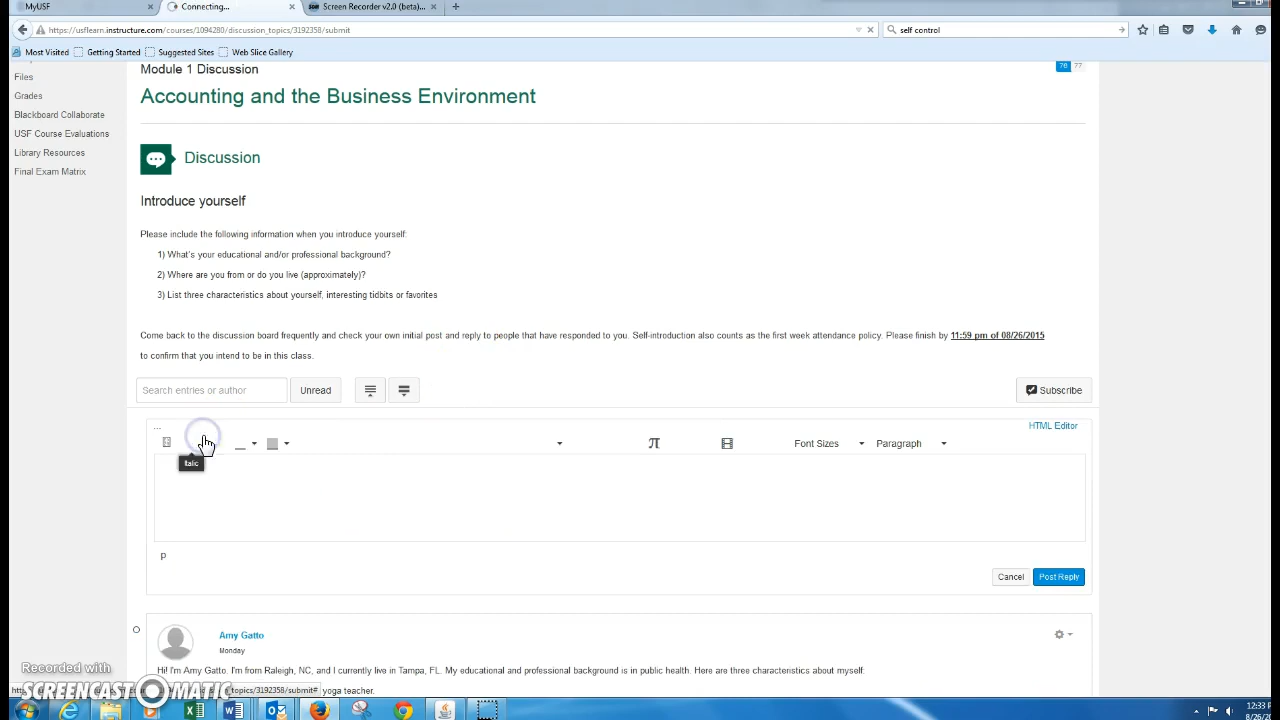 MyUSF
Connecting...
Screen Recorder v2.0 (beta)...
https://usflearn.instructure.com/courses/1094280/discussion_topics/3192358/submit
self control
Most Visited Getting Started Suggested Sites Web Slice Gallery
Files
Grades
Blackboard Collaborate
USF Course Evaluations
Library Resources
Final Exam Matrix
Module 1 Discussion
76 77
Accounting and the Business Environment
Discussion
Introduce yourself
Please include the following information when you introduce yourself:
1) What's your educational and/or professional background?
2) Where are you from or do you live (approximately)?
3) List three characteristics about yourself, interesting tidbits or favorites
Come back to the discussion board frequently and check your own initial post and reply to people that have responded to you. Self-introduction also counts as the first week attendance policy. Please finish by 11:59 pm of 08/26/2015
to confirm that you intend to be in this class.
Search entries or author
Unread
Subscribe
...
HTML Editor
π
Font Sizes
Paragraph
Italic
p
Cancel
Post Reply
Amy Gatto
Monday
Hi! I'm Amy Gatto. I'm from Raleigh, NC, and I currently live in Tampa, FL. My educational and professional background is in public health. Here are three characteristics about myself:
_topics/3192358/submit# yoga teacher.
Recorded with
SCREENCAST-O-MATIC
12:33